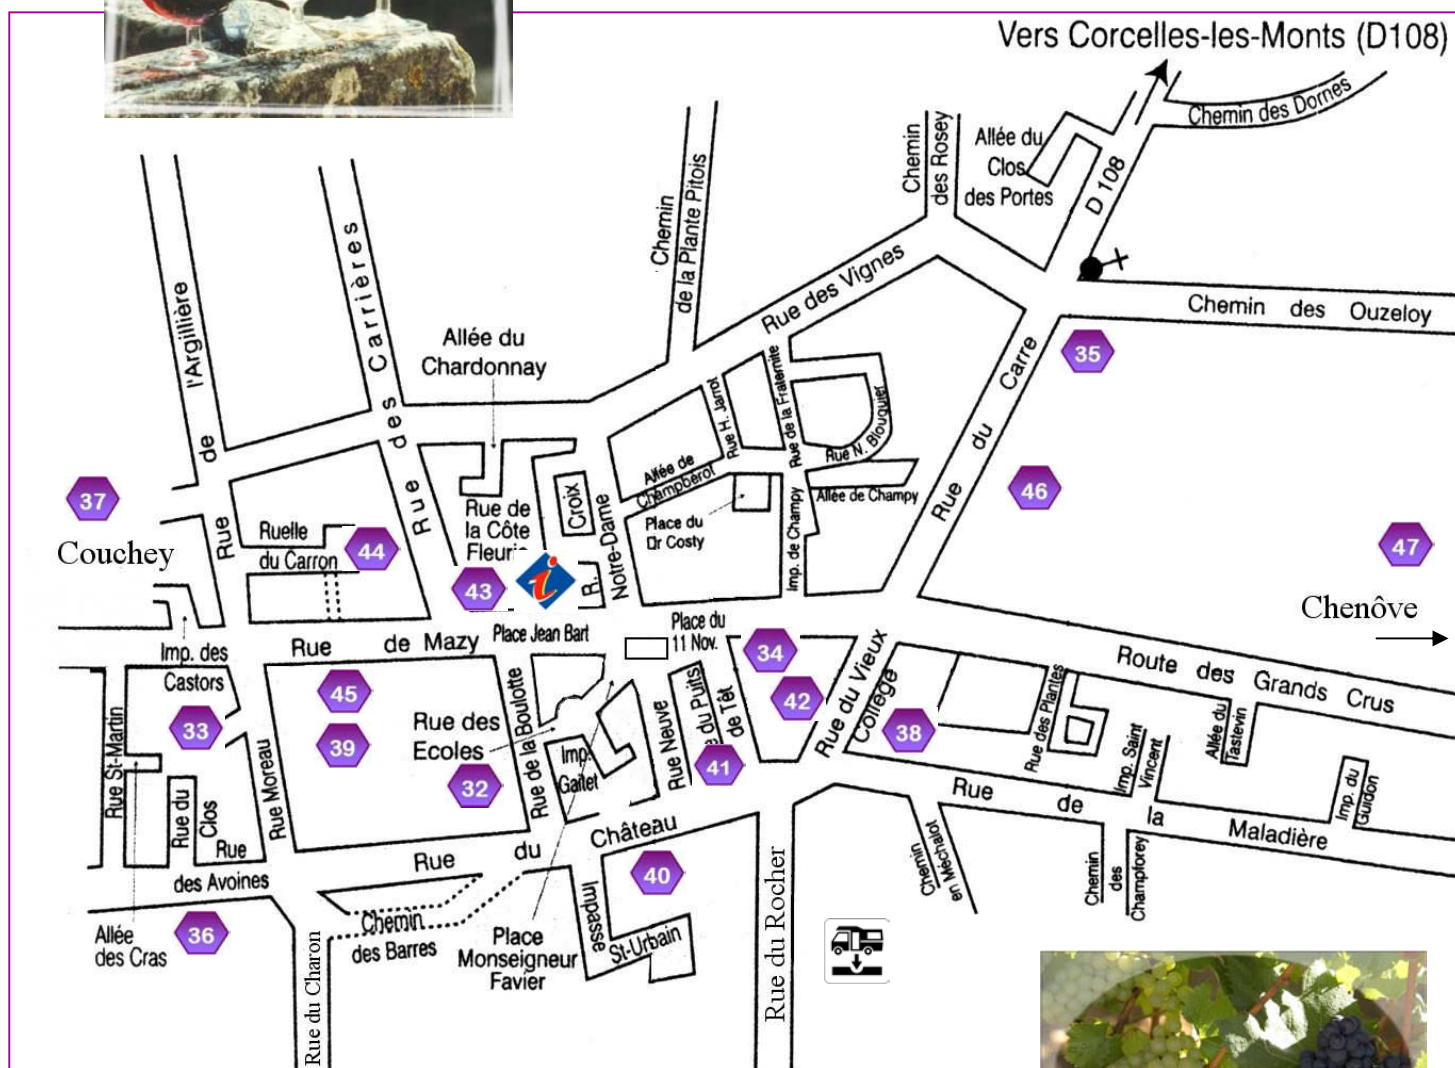 Vers Corcelles-les-Monts (D108)
Chemin des Dornes
Allée du
Clos
des Portes
D 108
Chemin
des Rosey
Chemin
de la Plante Pitois
Rue des Vignes
Chemin des Ouzeloy
Rue de l'Argillière
Rue des Carrières
Allée du
Chardonnay
Rue H. Jarrot
Rue de la Fraternité
Rue N. Blouquier
Rue du Carre
35
37
46
47
Couchey
Chenôve
Ruelle
du Carron
44
Rue de
la Côte
Fleurie
Croix
R.
Notre-Dame
Allée de
Champbérot
Place du
Dr Costy
Imp. de Champy
Allée de Champy
43
i
Rue de Mazy
Place Jean Bart
Place du
11 Nov.
34
42
Rue du Vieux
Collège
38
Route des Grands Crus
Imp. des
Castors
33
45
39
Rue St-Martin
Rue Moreau
Rue des
Ecoles
32
Rue de la Boulotte
Imp.
Gaitet
Rue Neuve
du Puits
de Têt
41
Rue des Plantes
Imp. Saint
Vincent
Allée du
Tastevin
Imp. du
Guidon
Rue de la Maladière
Rue du
Clos
Rue
des Avoines
Rue du Château
40
Allée
des Cras
36
Chemin
des Barres
Place
Monseigneur
Favier
Impasse
St-Urbain
Rue du Charon
Rue du Rocher
Chemin
en Méchalot
Chemin
des
Champforey